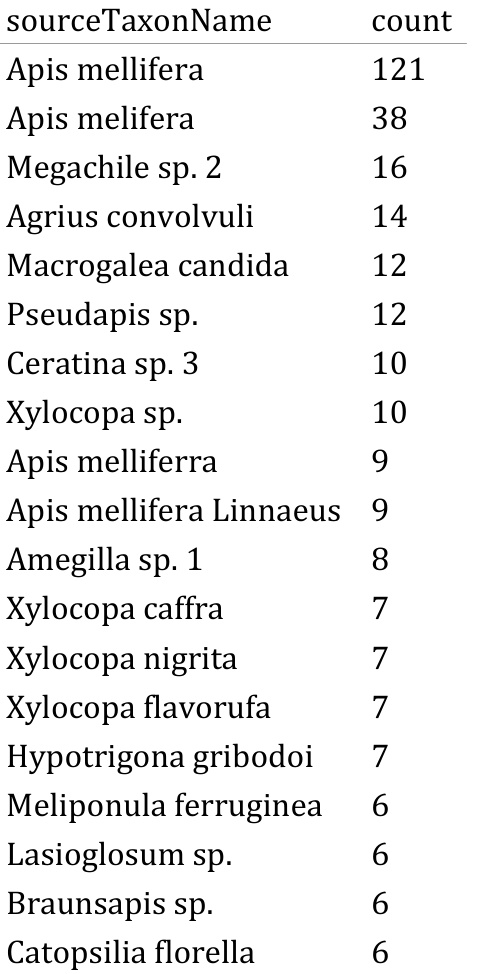 sourceTaxonName count
Apis mellifera 121
Apis melifera 38
Megachile sp. 2 16
Agrius convolvuli 14
Macrogalea candida 12
Pseudapis sp. 12
Ceratina sp. 3 10
Xylocopa sp. 10
Apis melliferra 9
Apis mellifera Linnaeus 9
Amegilla sp. 1 8
Xylocopa caffra 7
Xylocopa nigrita 7
Xylocopa flavorufa 7
Hypotrigona gribodoi 7
Meliponula ferruginea 6
Lasioglosum sp. 6
Braunsapis sp. 6
Catopsilia florella 6